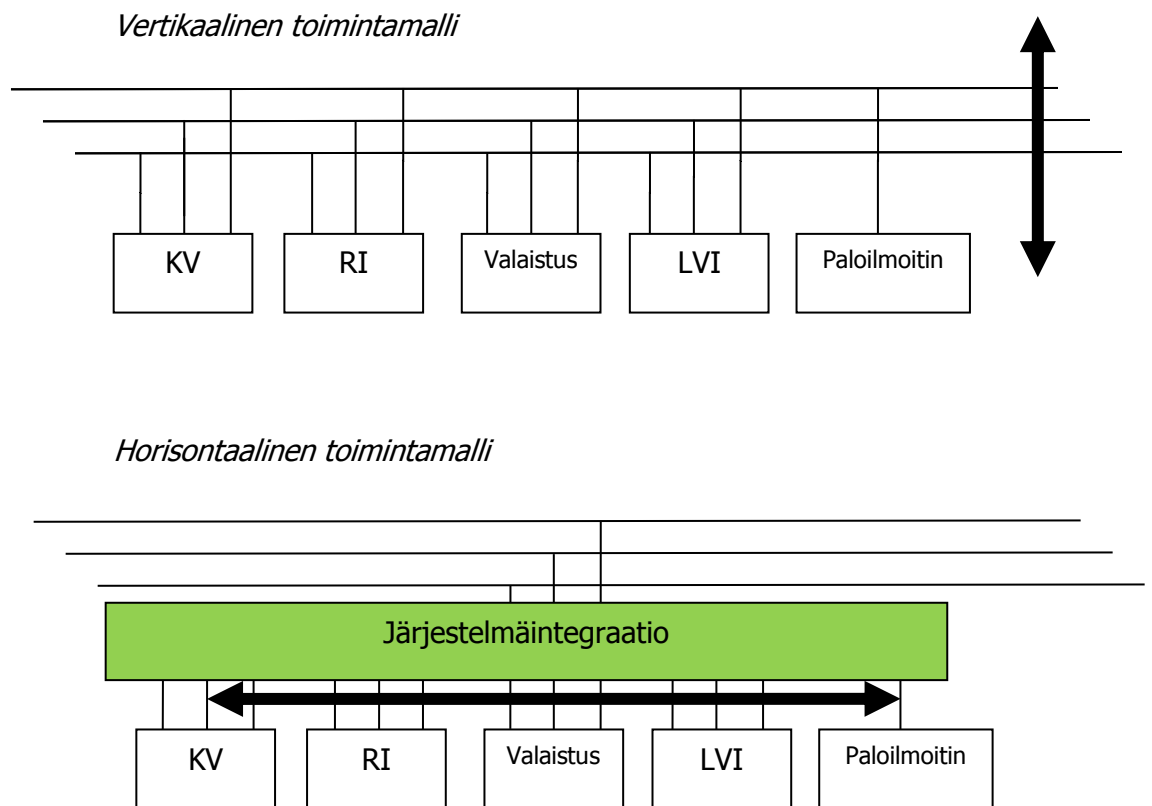 Vertikaalinen toimintamalli
KV
RI
Valaistus
LVI
Paloilmoitin
Horisontaalinen toimintamalli
Järjestelmäintegraatio
KV
RI
Valaistus
LVI
Paloilmoitin